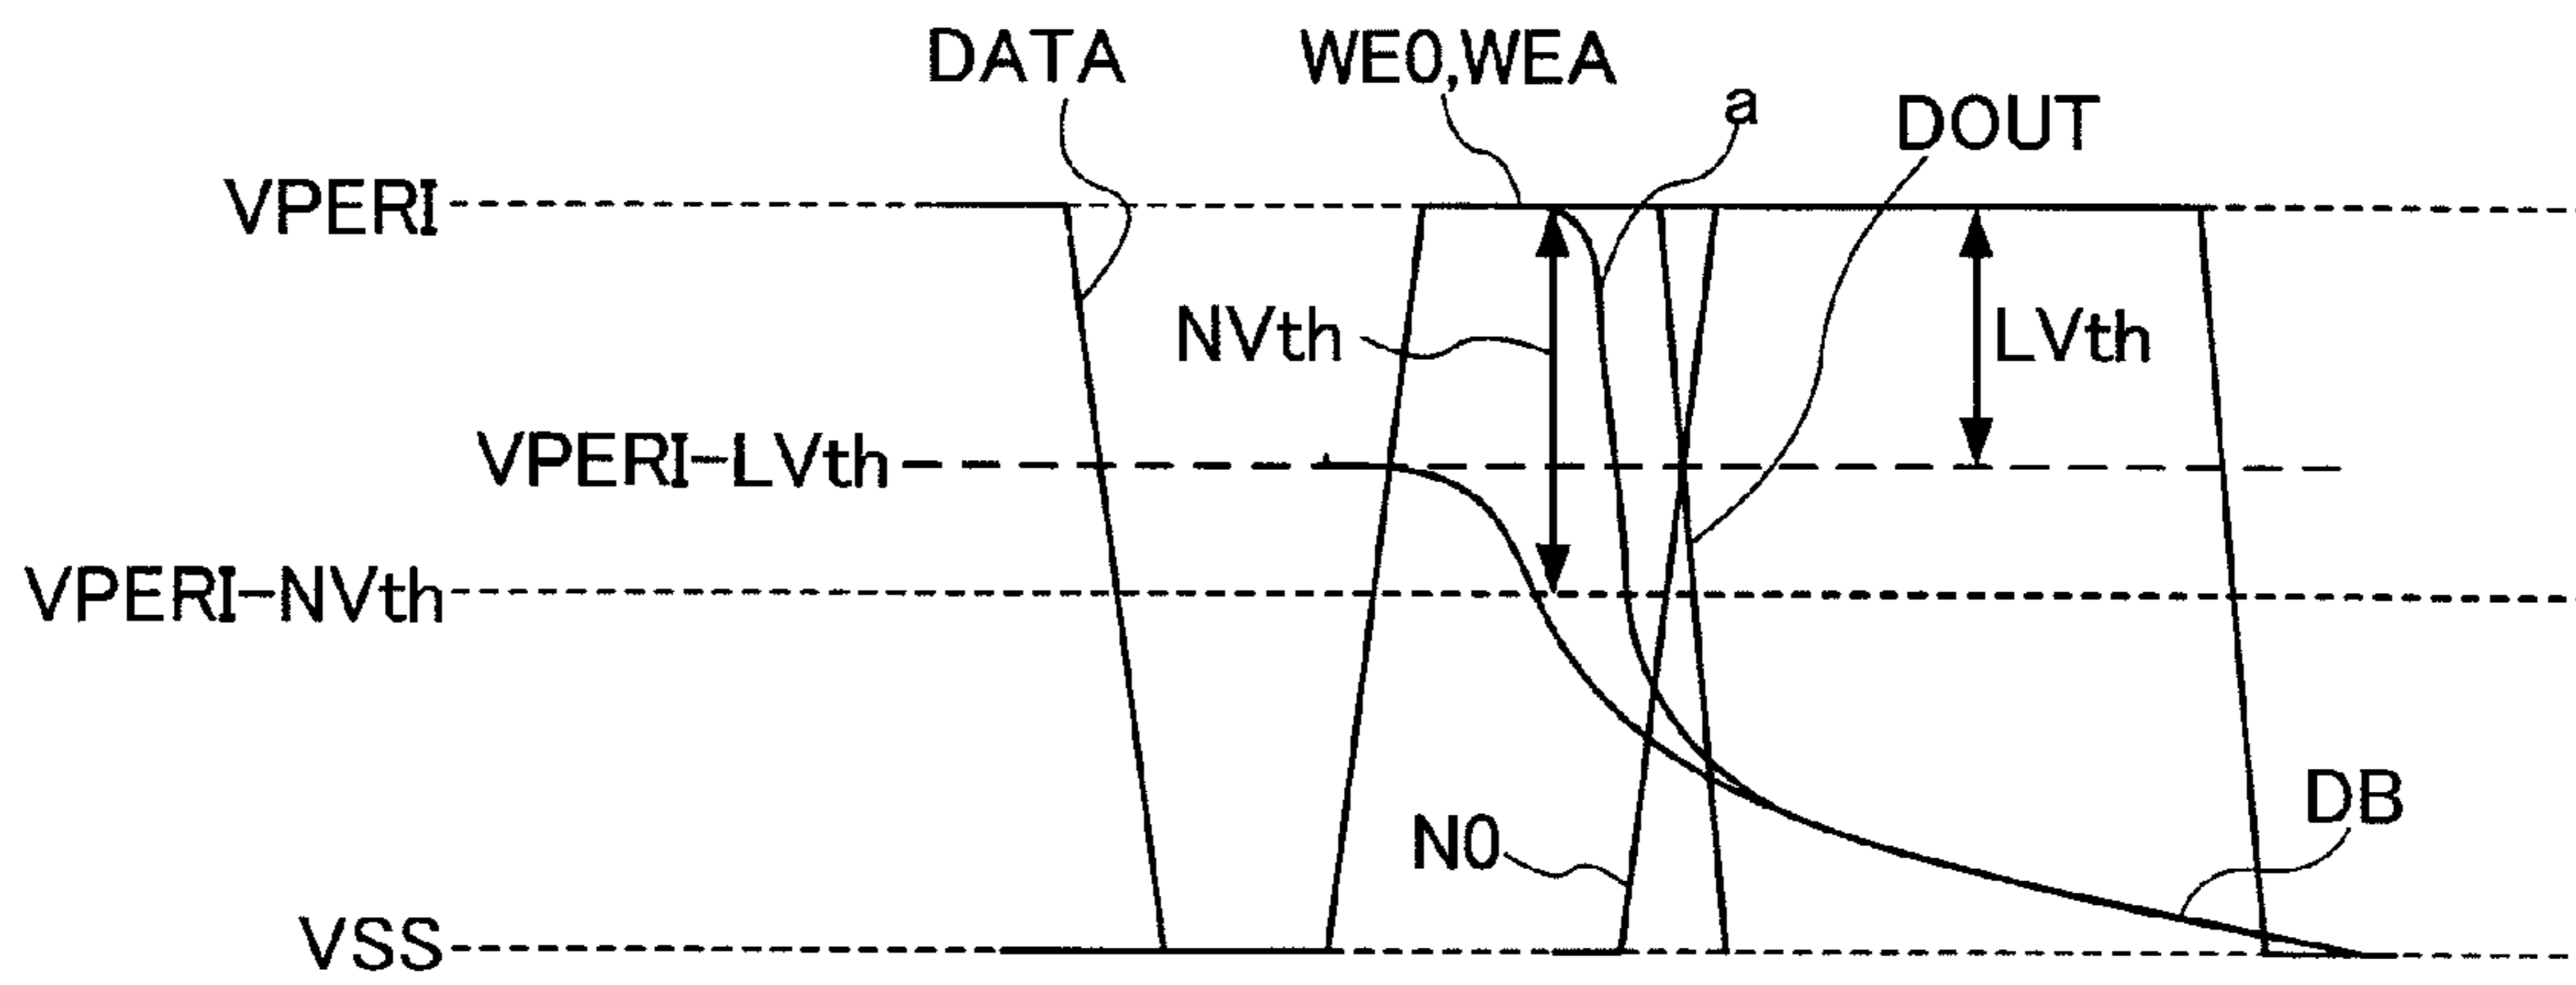 DATA
WE0,WEA
a
DOUT
VPERI
NVth
LVth
VPERI-LVth
VPERI-NVth
DB
N0
VSS